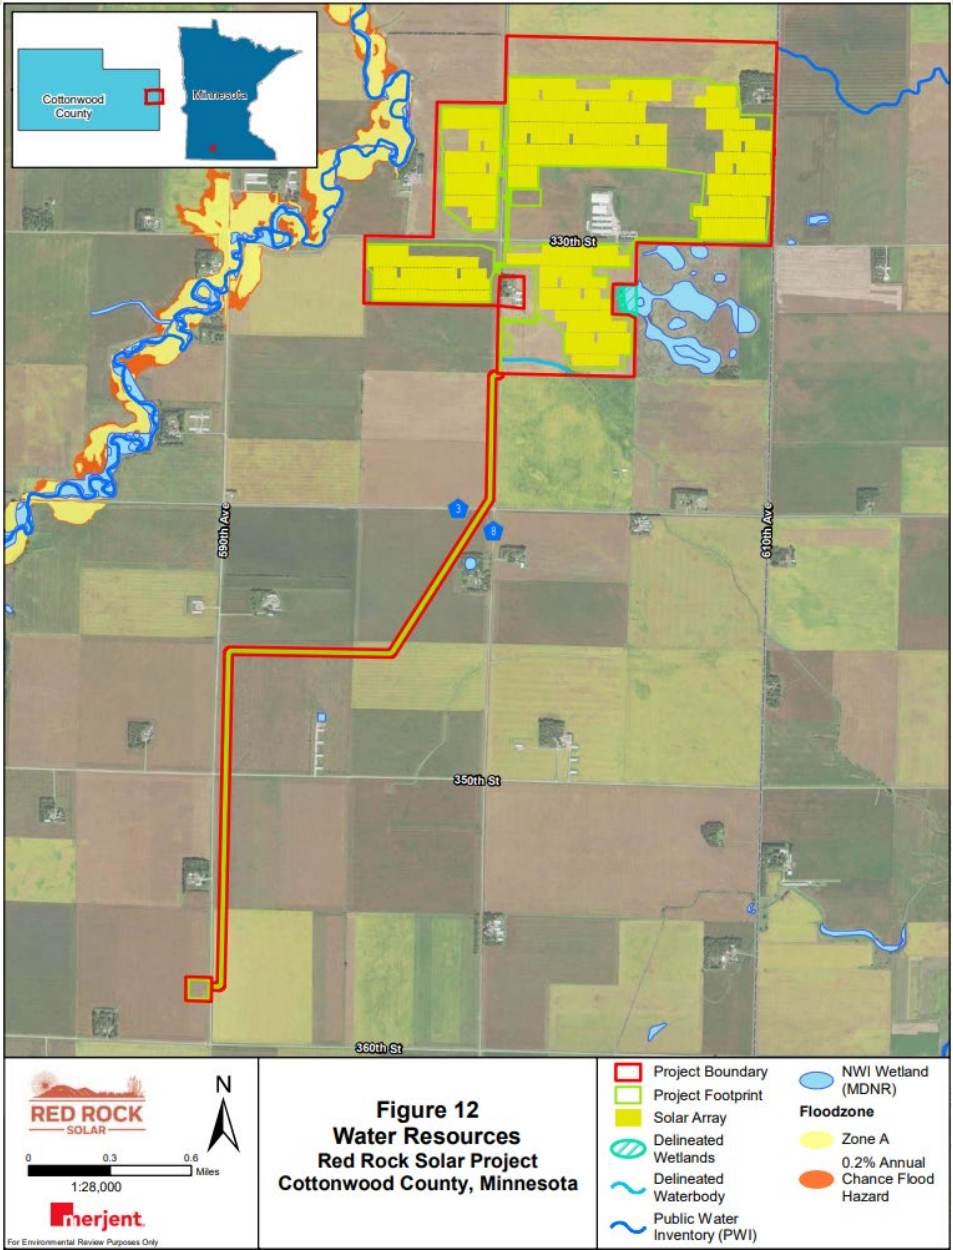 Cottonwood
County
Minnesota
330th St
590th Ave
610th Ave
3
8
350th St
360th St
RED ROCK
SOLAR
N
0 0.3 0.6
Miles
1:28,000
merjent.
For Environmental Review Purposes Only
Figure 12
Water Resources
Red Rock Solar Project
Cottonwood County, Minnesota
Project Boundary
Project Footprint
Solar Array
Delineated
Wetlands
Delineated
Waterbody
Public Water
Inventory (PWI)
NWI Wetland
(MDNR)
Floodzone
Zone A
0.2% Annual
Chance Flood
Hazard